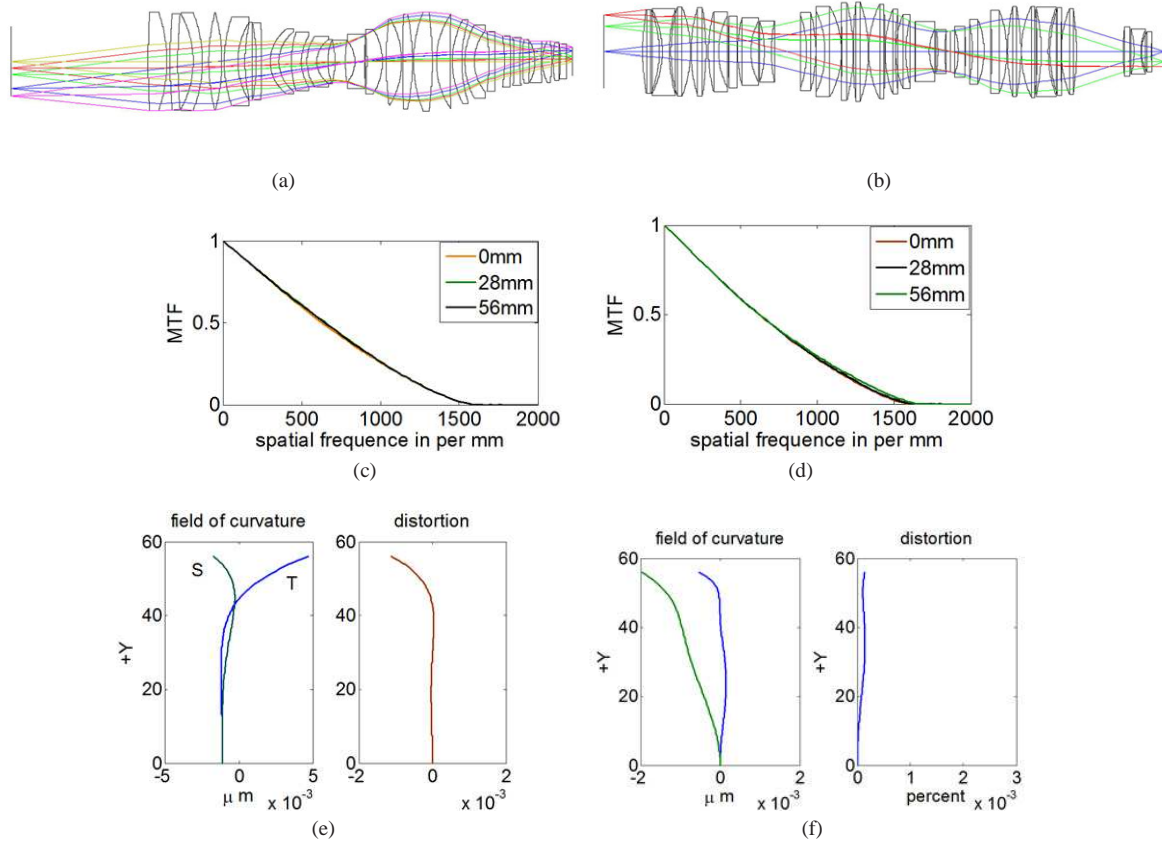 (a)
(b)
1
0.5
0
MTF
0mm
28mm
56mm
0 500 1000 1500 2000
spatial frequence in per mm
(c)
1
0.5
0
MTF
0mm
28mm
56mm
0 500 1000 1500 2000
spatial frequence in per mm
(d)
field of curvature
60
40
20
0
+Y
S
T
-5 0 5
μ m x 10⁻³
distortion
60
40
20
0
-2 0 2
x 10⁻³
(e)
field of curvature
60
40
20
0
+Y
-2 -1 0 1 2
μ m x 10⁻³
distortion
60
40
20
0
+Y
0 1 2 3
percent x 10⁻³
(f)